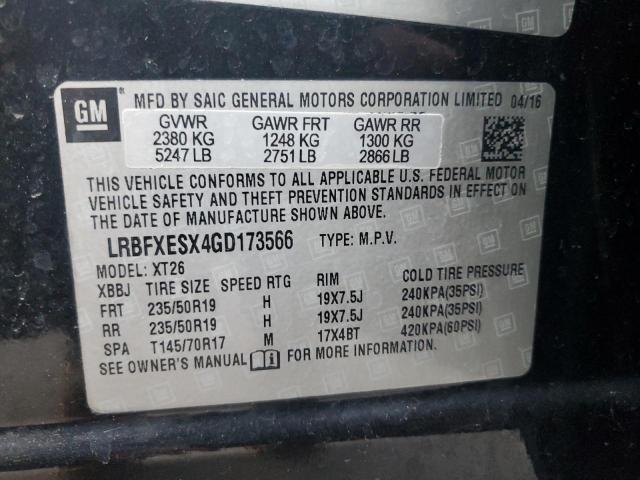 GM
MFD BY SAIC GENERAL MOTORS CORPORATION LIMITED 04/16
GVWR GAWR FRT GAWR RR
2380 KG 1248 KG 1300 KG
5247 LB 2751 LB 2866 LB
THIS VEHICLE CONFORMS TO ALL APPLICABLE U.S. FEDERAL MOTOR
VEHICLE SAFETY AND THEFT PREVENTION STANDARDS IN EFFECT ON
THE DATE OF MANUFACTURE SHOWN ABOVE.
LRBFXESX4GD173566 TYPE: M.P.V.
MODEL: XT26
XBBJ TIRE SIZE SPEED RTG RIM COLD TIRE PRESSURE
FRT 235/50R19 H 19X7.5J 240KPA(35PSI)
RR 235/50R19 H 19X7.5J 240KPA(35PSI)
SPA T145/70R17 M 17X4BT 420KPA(60PSI)
SEE OWNER'S MANUAL FOR MORE INFORMATION.